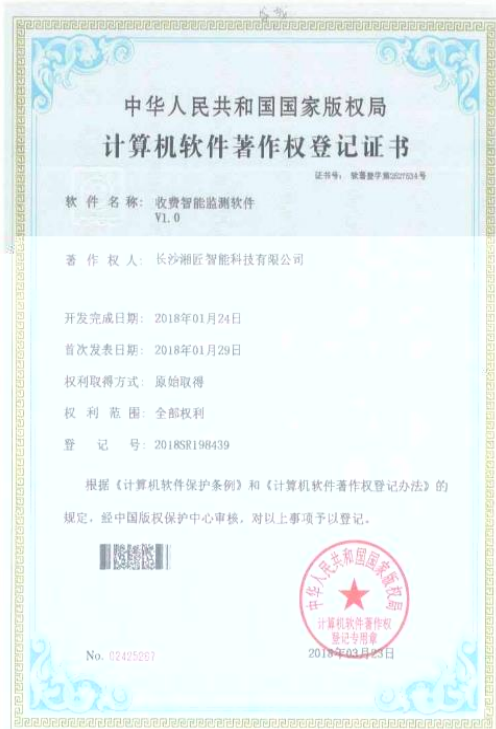 中华人民共和国国家版权局
计算机软件著作权登记证书
证书号： 软著登字第2527534号
软件名称： 收费智能监测软件
V1.0
著作权人： 长沙湘匠智能科技有限公司
开发完成日期： 2018年01月24日
首次发表日期： 2018年01月29日
权利取得方式： 原始取得
权利范围： 全部权利
登记号： 2018SR198439
根据《计算机软件保护条例》和《计算机软件著作权登记办法》的
规定，经中国版权保护中心审核，对以上事项予以登记。
中华人民共和国国家版权局
计算机软件著作权
登记专用章
No. 02425267
2018年03月23日